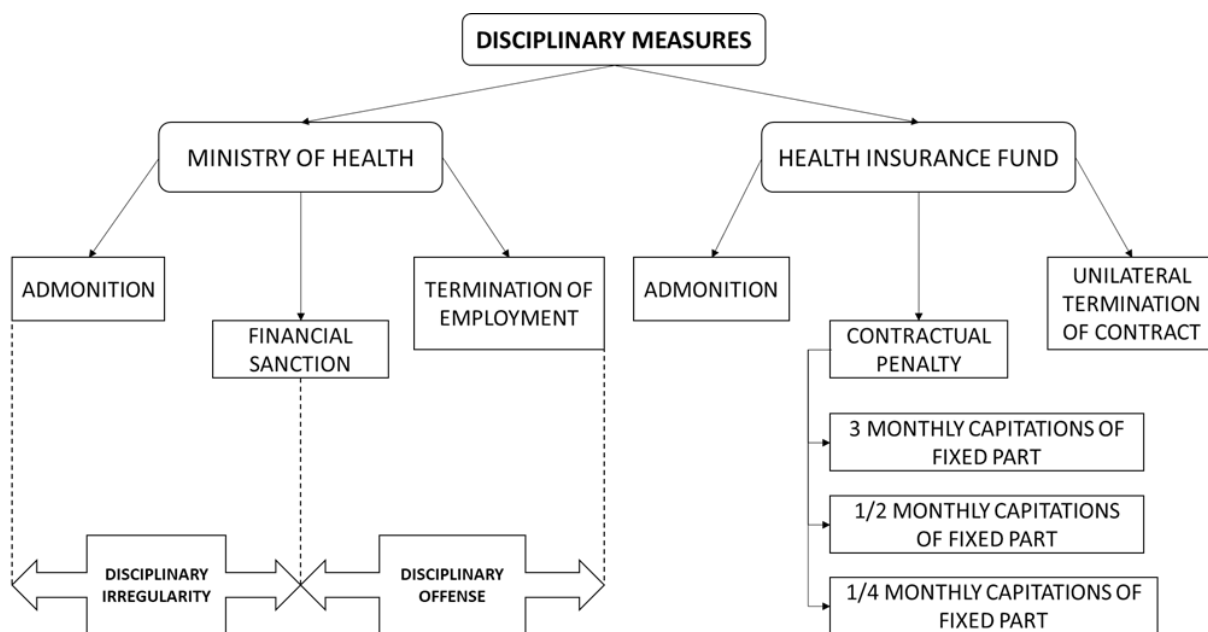 DISCIPLINARY MEASURES
MINISTRY OF HEALTH
HEALTH INSURANCE FUND
ADMONITION
FINANCIAL
SANCTION
TERMINATION OF
EMPLOYMENT
ADMONITION
CONTRACTUAL
PENALTY
UNILATERAL
TERMINATION
OF CONTRACT
3 MONTHLY CAPITATIONS OF
FIXED PART
1/2 MONTHLY CAPITATIONS
OF FIXED PART
1/4 MONTHLY CAPITATIONS OF
FIXED PART
DISCIPLINARY
IRREGULARITY
DISCIPLINARY
OFFENSE